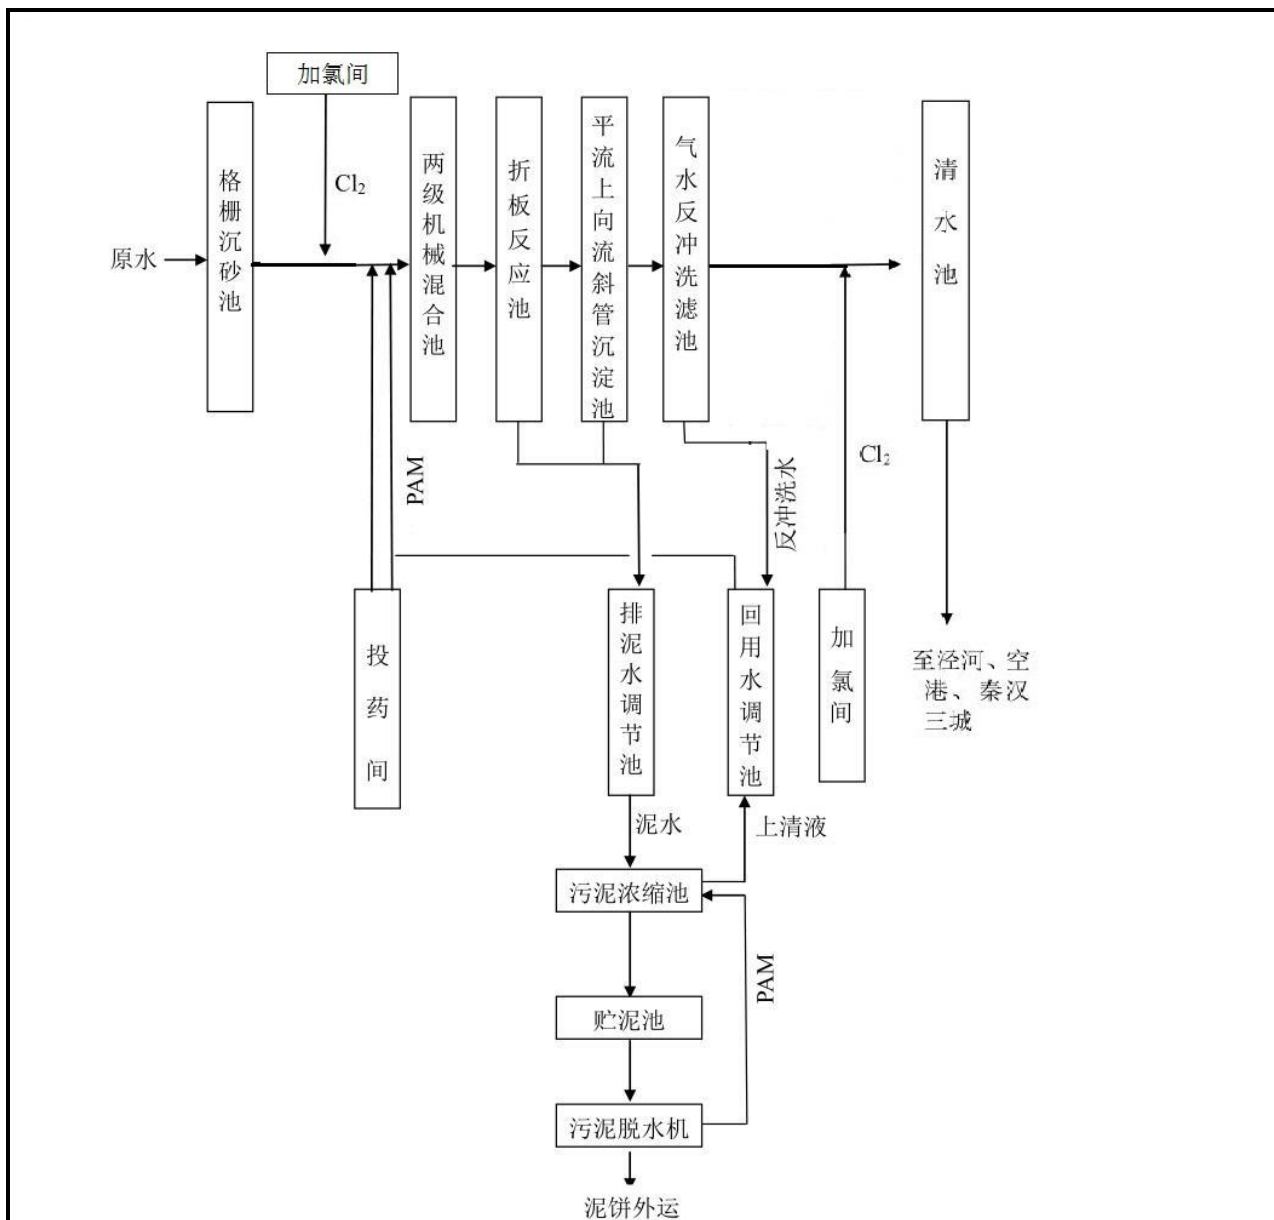 加氯间
Cl₂
原水
格栅沉砂池
两级机械混合池
折板反应池
平流上向流斜管沉淀池
气水反冲洗滤池
清水池
PAM
反冲洗水
Cl₂
投药间
排泥水调节池
回用水调节池
加氯间
至泾河、空
港、秦汉
三城
泥水
上清液
污泥浓缩池
PAM
贮泥池
污泥脱水机
泥饼外运